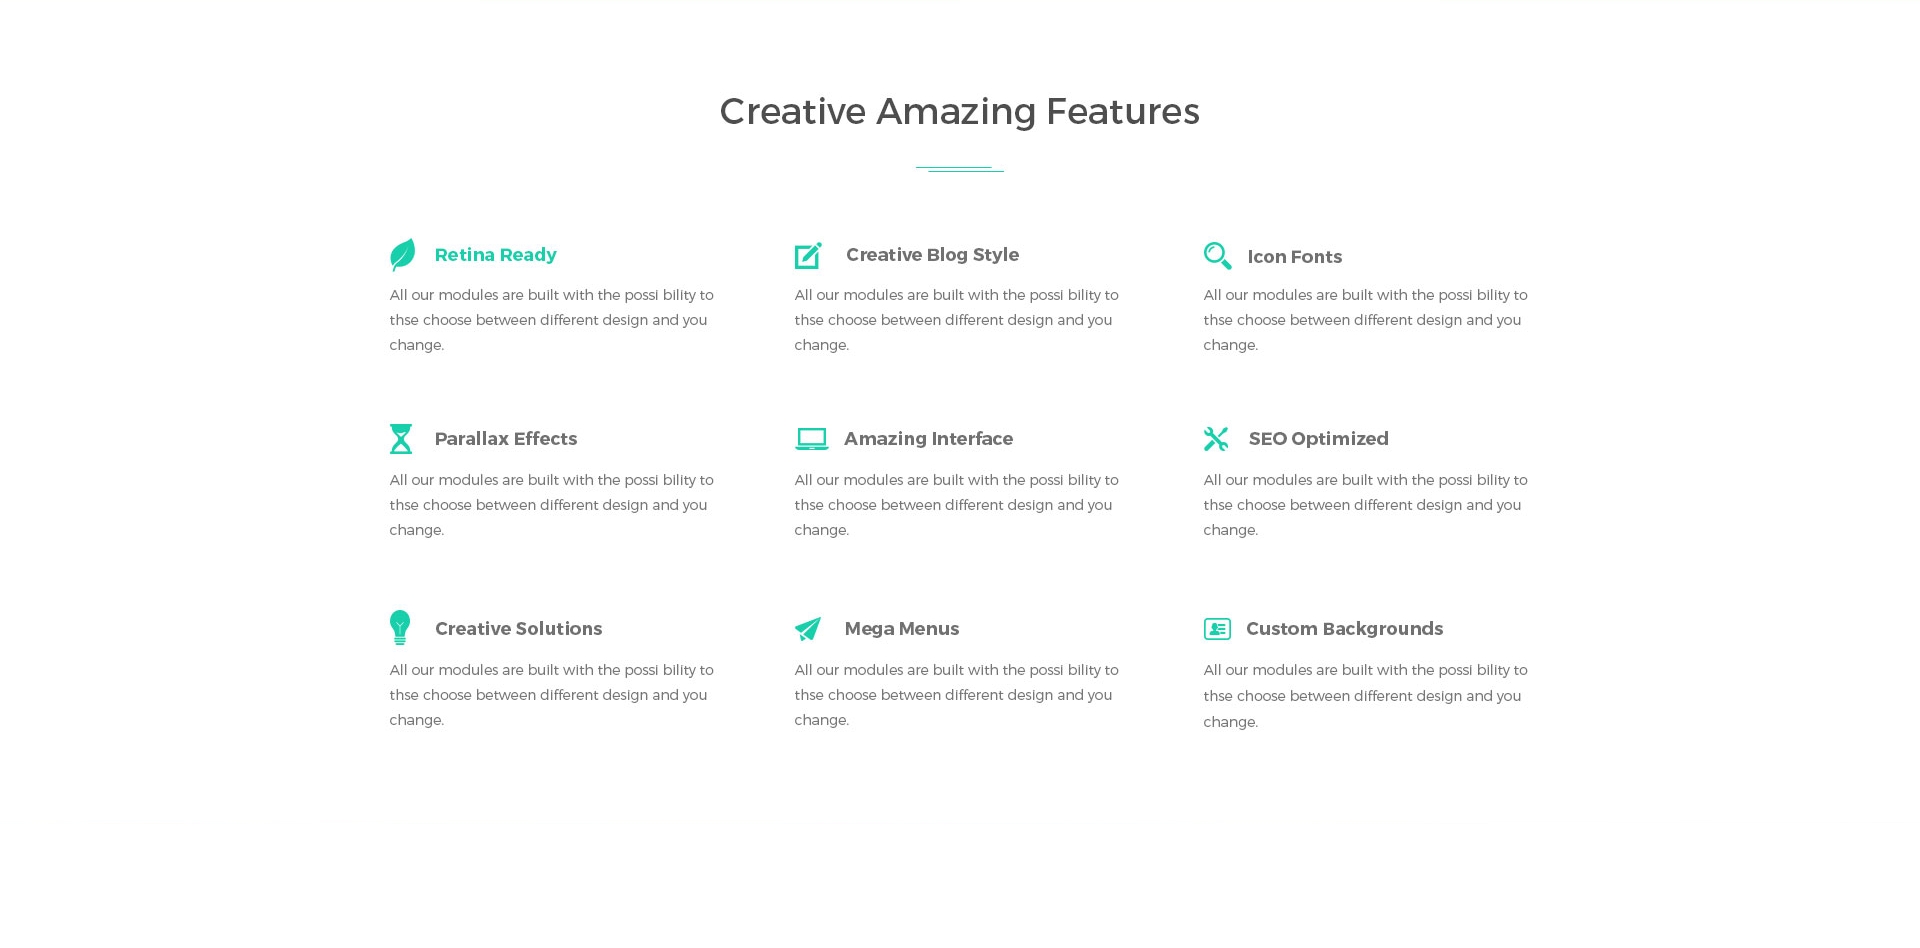 Creative Amazing Features
Retina Ready
All our modules are built with the possi bility to
thse choose between different design and you
change.
Creative Blog Style
All our modules are built with the possi bility to
thse choose between different design and you
change.
Icon Fonts
All our modules are built with the possi bility to
thse choose between different design and you
change.
Parallax Effects
All our modules are built with the possi bility to
thse choose between different design and you
change.
Amazing Interface
All our modules are built with the possi bility to
thse choose between different design and you
change.
SEO Optimized
All our modules are built with the possi bility to
thse choose between different design and you
change.
Creative Solutions
All our modules are built with the possi bility to
thse choose between different design and you
change.
Mega Menus
All our modules are built with the possi bility to
thse choose between different design and you
change.
Custom Backgrounds
All our modules are built with the possi bility to
thse choose between different design and you
change.